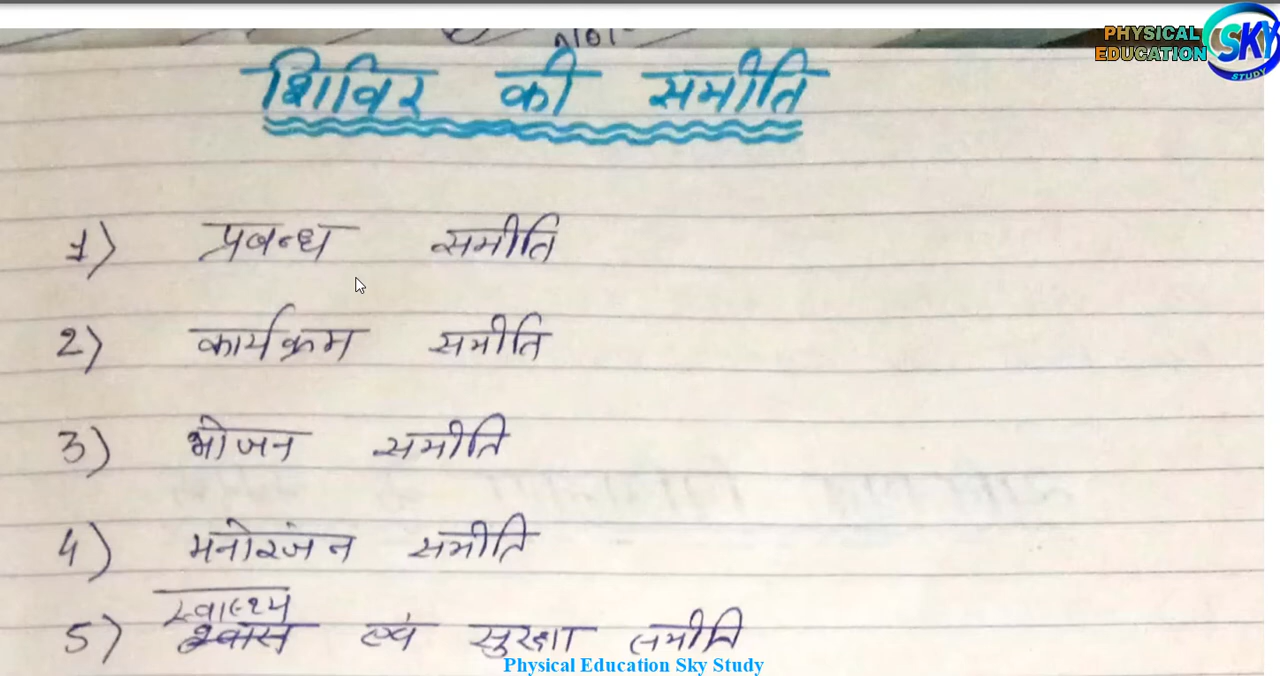 PHYSICAL
EDUCATION
SKY
STUDY
शिविर की समीति
1) प्रबन्ध समीति
2) कार्यक्रम समीति
3) भोजन समीति
4) मनोरंजन समीति
स्वास्थ्य
5) श्वास एवं सुरक्षा समीति
Physical Education Sky Study